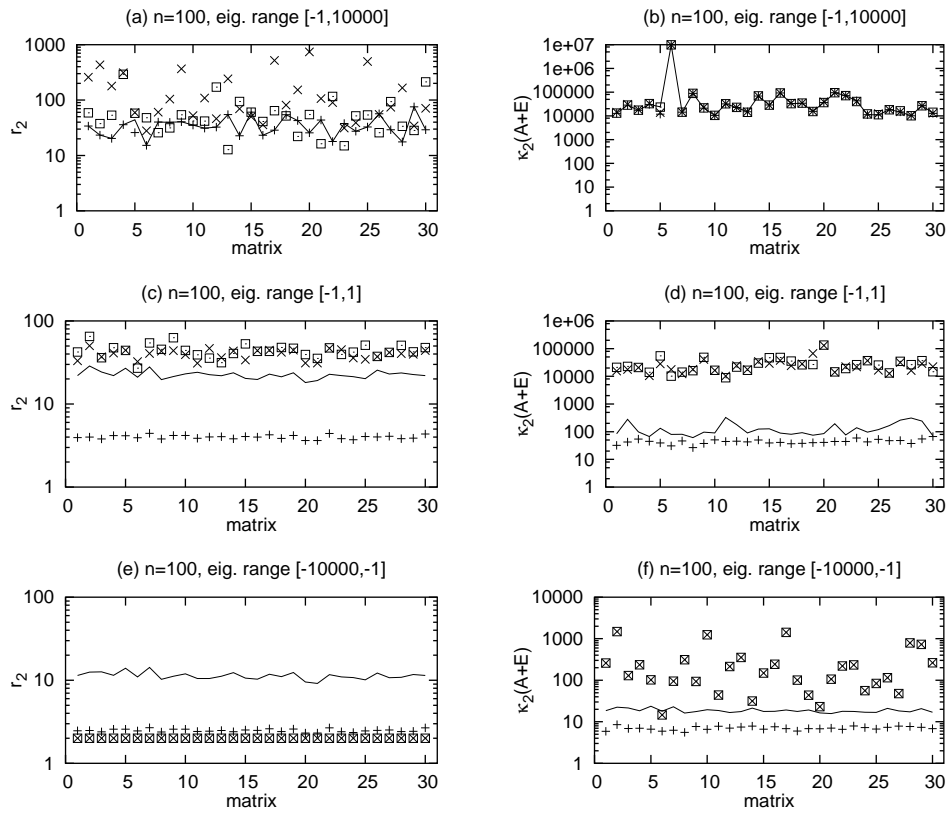 (a) n=100, eig. range [-1,10000]
1000
100
10
1
r₂
0 5 10 15 20 25 30
matrix
(b) n=100, eig. range [-1,10000]
1e+07
1e+06
100000
10000
1000
100
10
1
κ₂(A+E)
0 5 10 15 20 25 30
matrix
(c) n=100, eig. range [-1,1]
100
10
1
r₂
0 5 10 15 20 25 30
matrix
(d) n=100, eig. range [-1,1]
1e+06
100000
10000
1000
100
10
1
κ₂(A+E)
0 5 10 15 20 25 30
matrix
(e) n=100, eig. range [-10000,-1]
100
10
1
r₂
0 5 10 15 20 25 30
matrix
(f) n=100, eig. range [-10000,-1]
10000
1000
100
10
1
κ₂(A+E)
0 5 10 15 20 25 30
matrix